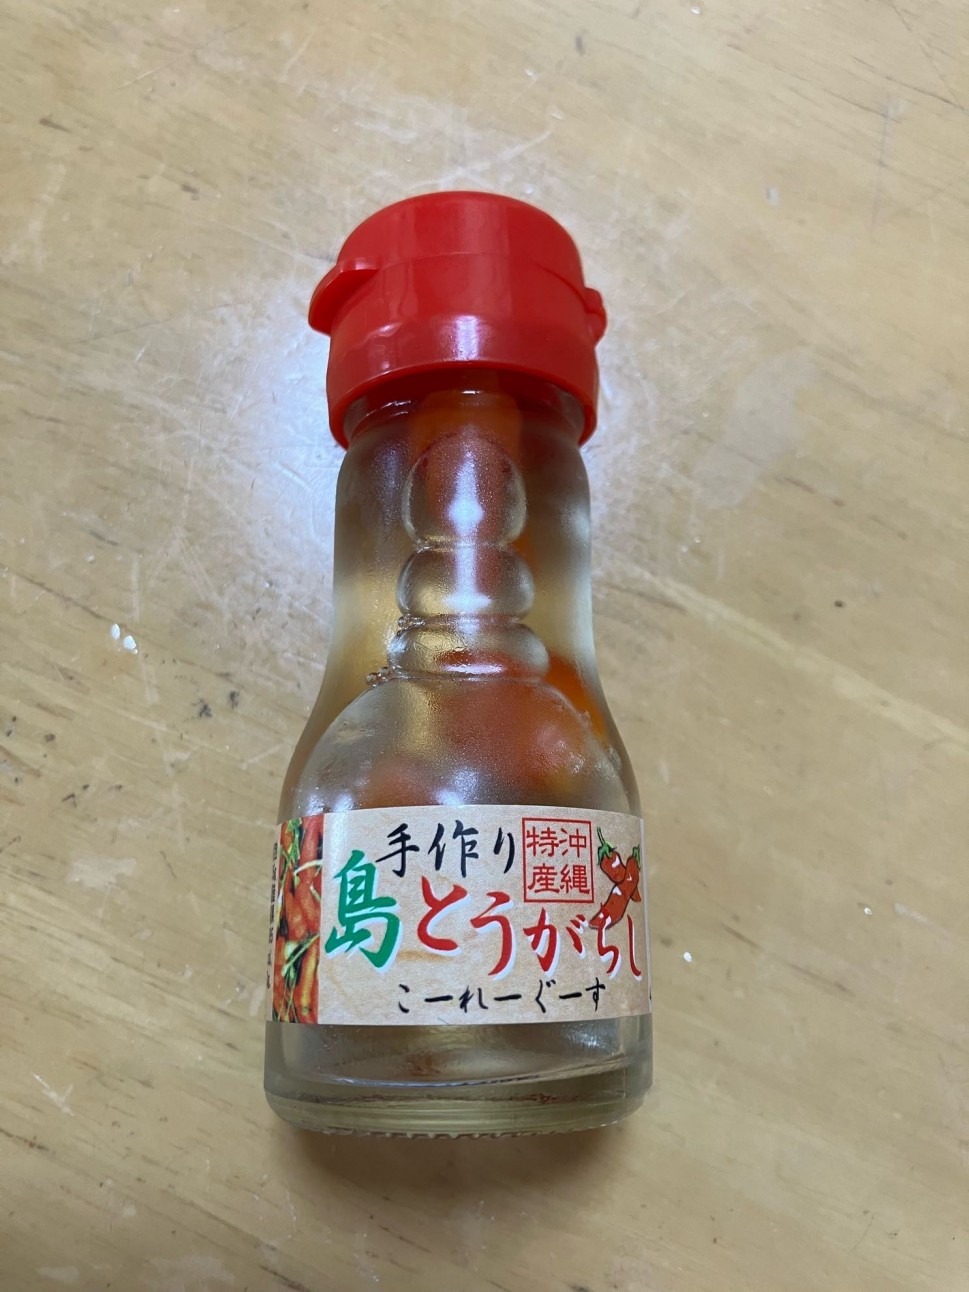 手作り
沖縄
特産
島とうがらし
こーれーぐーす